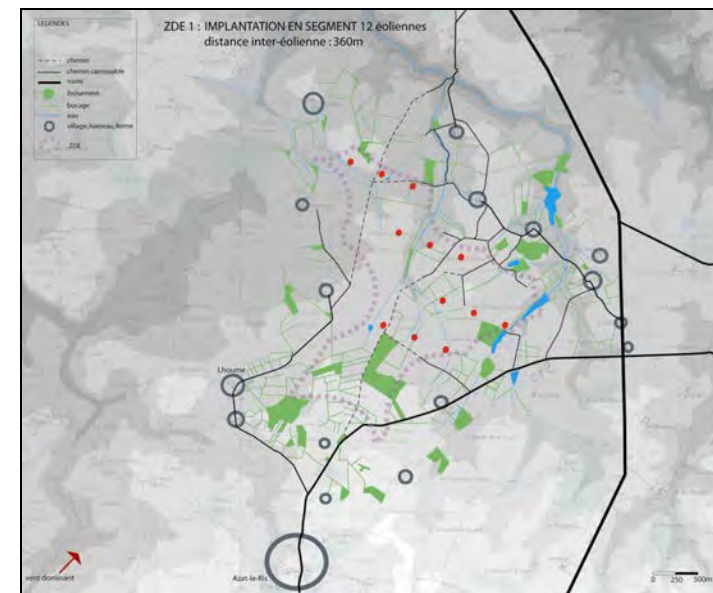 LEGENDES
ZDE 1 : IMPLANTATION EN SEGMENT 12 éoliennes
distance inter-éolienne : 360m
chemin
chemin carrossable
route
boisement
bocage
eau
village, hameau, ferme
ZDE
Lhoume
vent dominant
Azat-le-Ris
0 250 500m